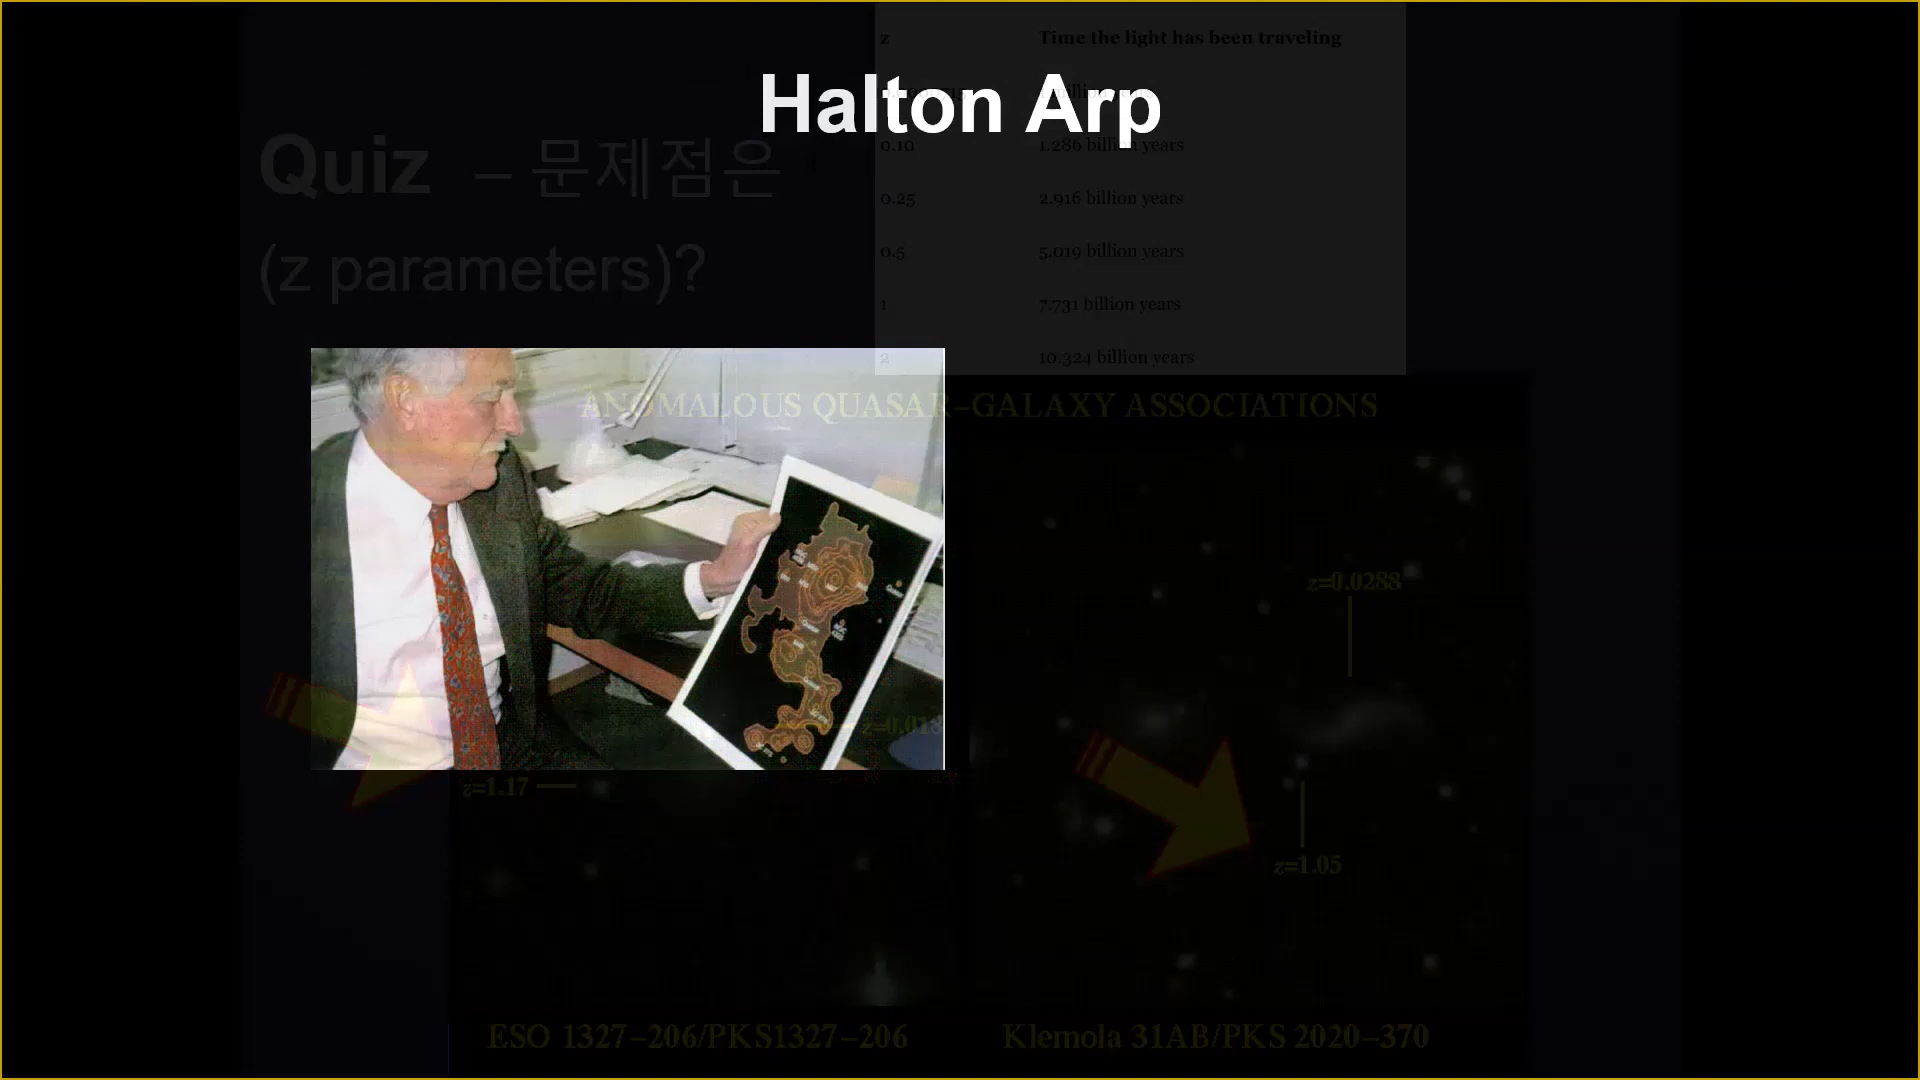 Halton Arp
z Time the light has been traveling
Quiz – 문제점은
(z parameters)?
0.10 1.286 billion years
0.25 2.916 billion years
0.5 5.019 billion years
1 7.731 billion years
2 10.324 billion years
ANOMALOUS QUASAR–GALAXY ASSOCIATIONS
z=0.0288
z=0.018
z=1.17
z=1.05
ESO 1327–206/PKS1327–206
Klemola 31AB/PKS 2020–370